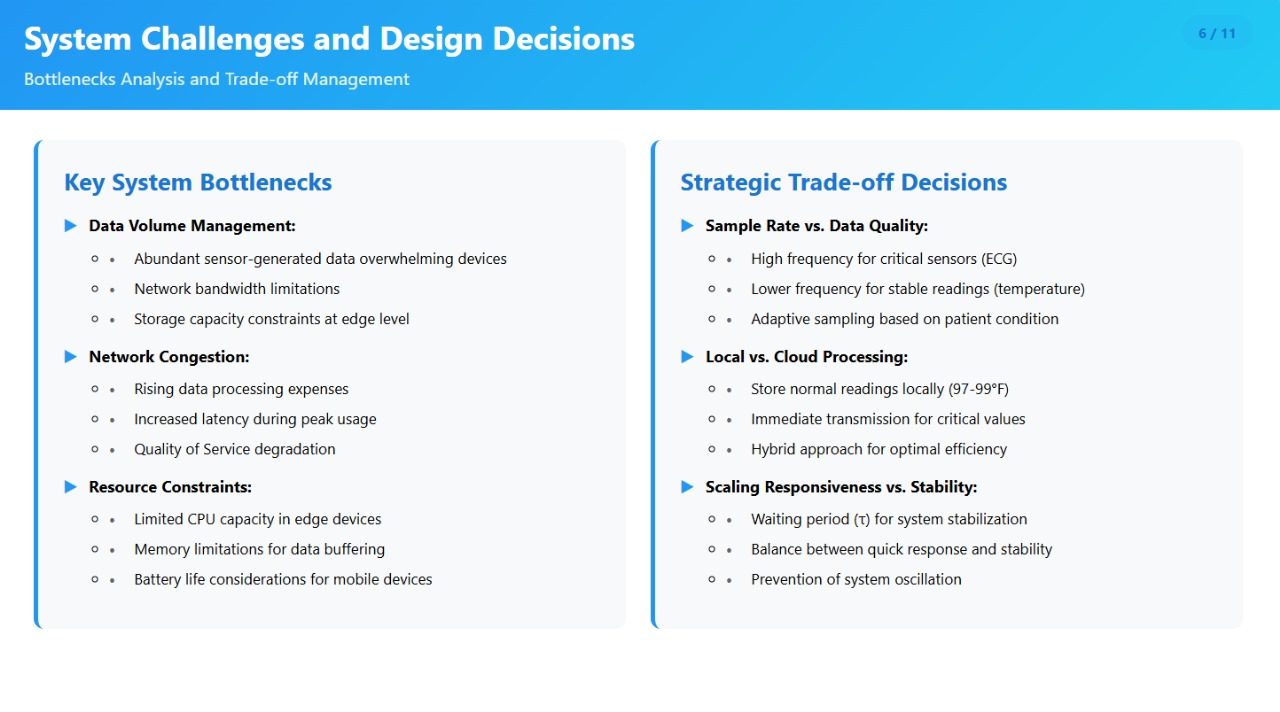 System Challenges and Design Decisions
6 / 11
Bottlenecks Analysis and Trade-off Management
Key System Bottlenecks
▶ Data Volume Management:
○ • Abundant sensor-generated data overwhelming devices
○ • Network bandwidth limitations
○ • Storage capacity constraints at edge level
▶ Network Congestion:
○ • Rising data processing expenses
○ • Increased latency during peak usage
○ • Quality of Service degradation
▶ Resource Constraints:
○ • Limited CPU capacity in edge devices
○ • Memory limitations for data buffering
○ • Battery life considerations for mobile devices
Strategic Trade-off Decisions
▶ Sample Rate vs. Data Quality:
○ • High frequency for critical sensors (ECG)
○ • Lower frequency for stable readings (temperature)
○ • Adaptive sampling based on patient condition
▶ Local vs. Cloud Processing:
○ • Store normal readings locally (97-99°F)
○ • Immediate transmission for critical values
○ • Hybrid approach for optimal efficiency
▶ Scaling Responsiveness vs. Stability:
○ • Waiting period (τ) for system stabilization
○ • Balance between quick response and stability
○ • Prevention of system oscillation